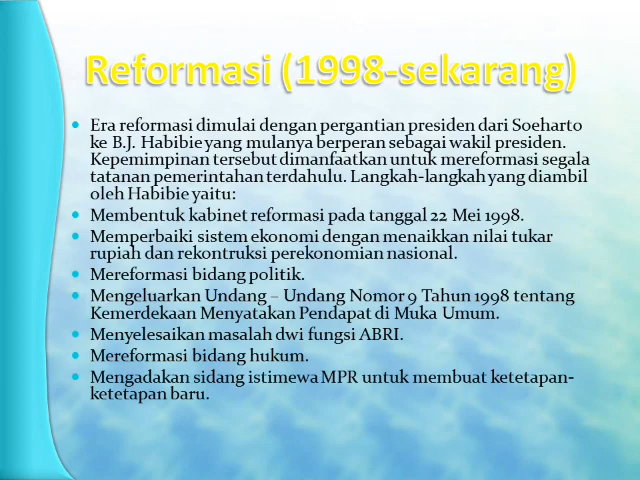 Reformasi (1998-sekarang)
Era reformasi dimulai dengan pergantian presiden dari Soeharto
ke B.J. Habibie yang mulanya berperan sebagai wakil presiden.
Kepemimpinan tersebut dimanfaatkan untuk mereformasi segala
tatanan pemerintahan terdahulu. Langkah-langkah yang diambil
oleh Habibie yaitu:
Membentuk kabinet reformasi pada tanggal 22 Mei 1998.
Memperbaiki sistem ekonomi dengan menaikkan nilai tukar
rupiah dan rekontruksi perekonomian nasional.
Mereformasi bidang politik.
Mengeluarkan Undang – Undang Nomor 9 Tahun 1998 tentang
Kemerdekaan Menyatakan Pendapat di Muka Umum.
Menyelesaikan masalah dwi fungsi ABRI.
Mereformasi bidang hukum.
Mengadakan sidang istimewa MPR untuk membuat ketetapan-
ketetapan baru.